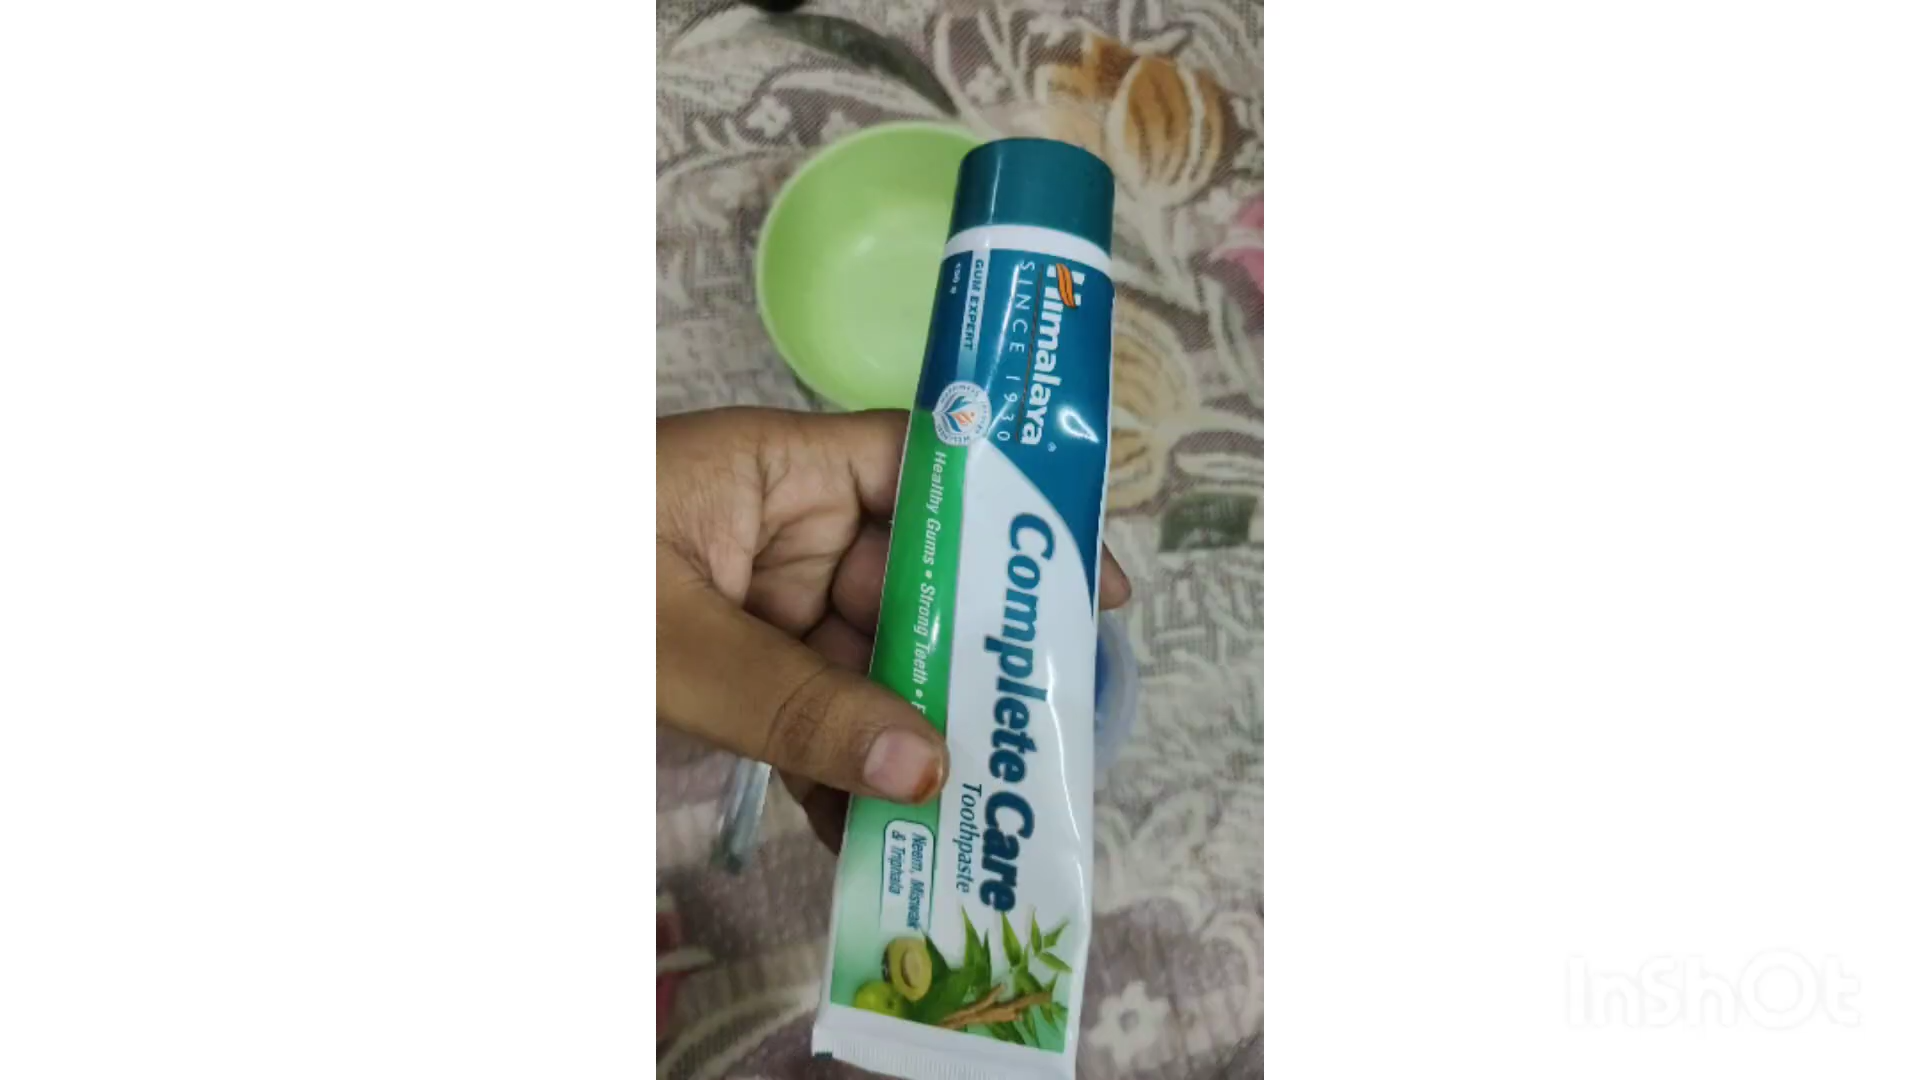 Himalaya
SINCE 1930
GUM EXPERT
Complete Care
Toothpaste
Healthy Gums • Strong Teeth •
Neem, Miswak
& Triphala
InShOt